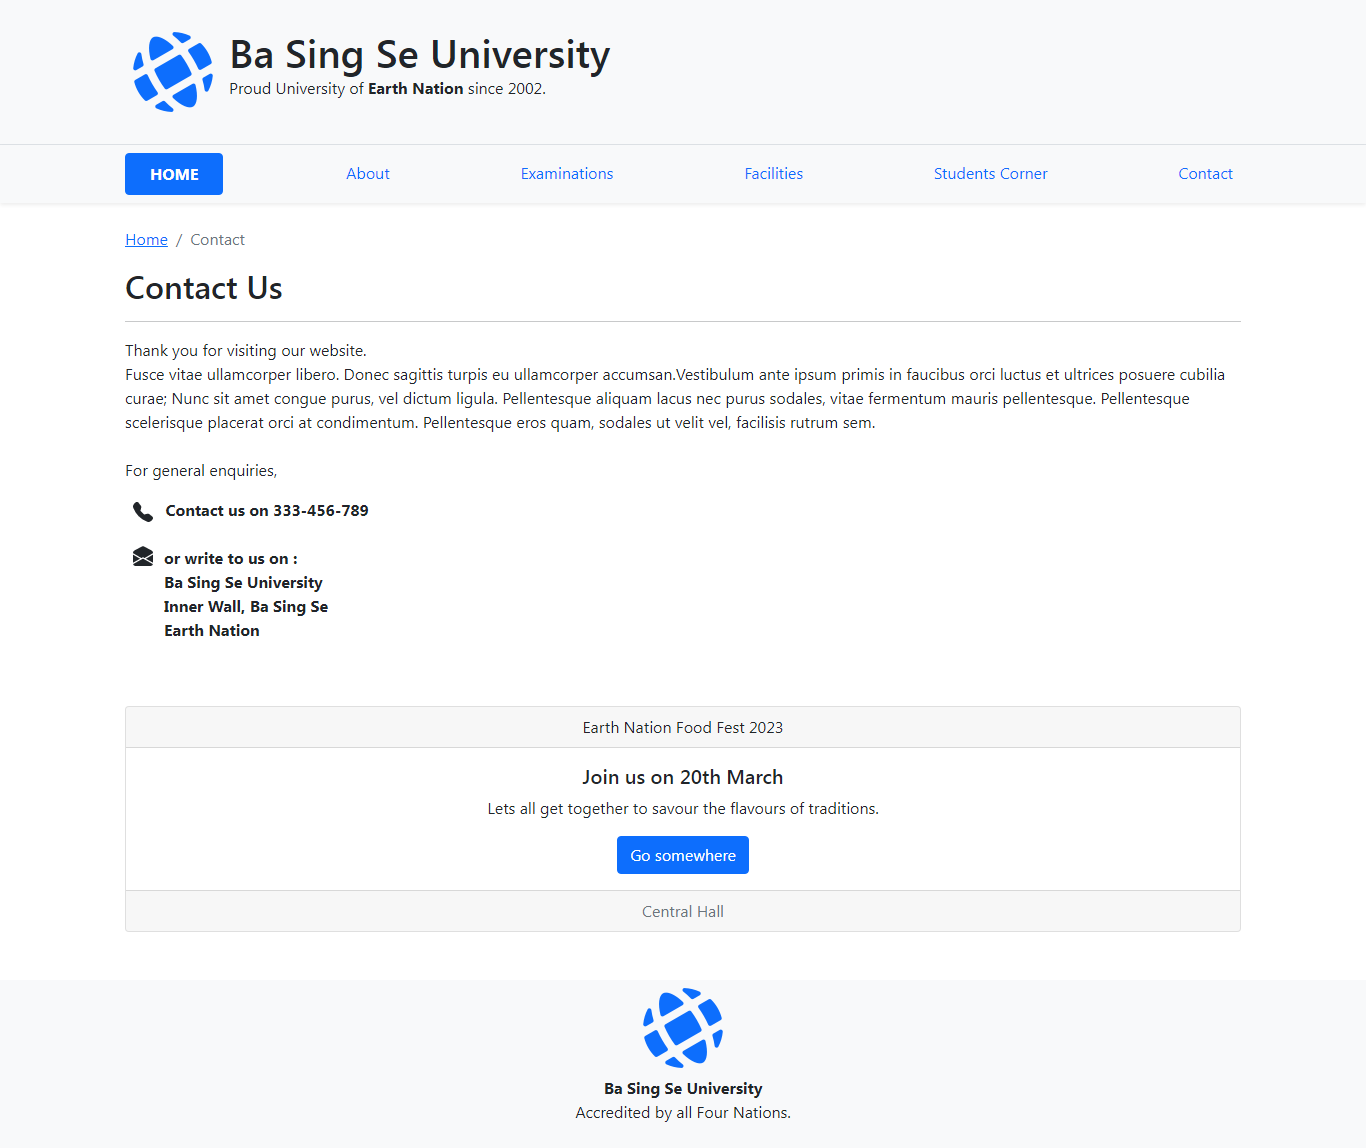 Ba Sing Se University
Proud University of Earth Nation since 2002.
HOME About Examinations Facilities Students Corner Contact
Home / Contact
Contact Us
Thank you for visiting our website.
Fusce vitae ullamcorper libero. Donec sagittis turpis eu ullamcorper accumsan.Vestibulum ante ipsum primis in faucibus orci luctus et ultrices posuere cubilia
curae; Nunc sit amet congue purus, vel dictum ligula. Pellentesque aliquam lacus nec purus sodales, vitae fermentum mauris pellentesque. Pellentesque
scelerisque placerat orci at condimentum. Pellentesque eros quam, sodales ut velit vel, facilisis rutrum sem.
For general enquiries,
Contact us on 333-456-789
or write to us on :
Ba Sing Se University
Inner Wall, Ba Sing Se
Earth Nation
Earth Nation Food Fest 2023
Join us on 20th March
Lets all get together to savour the flavours of traditions.
Go somewhere
Central Hall
Ba Sing Se University
Accredited by all Four Nations.